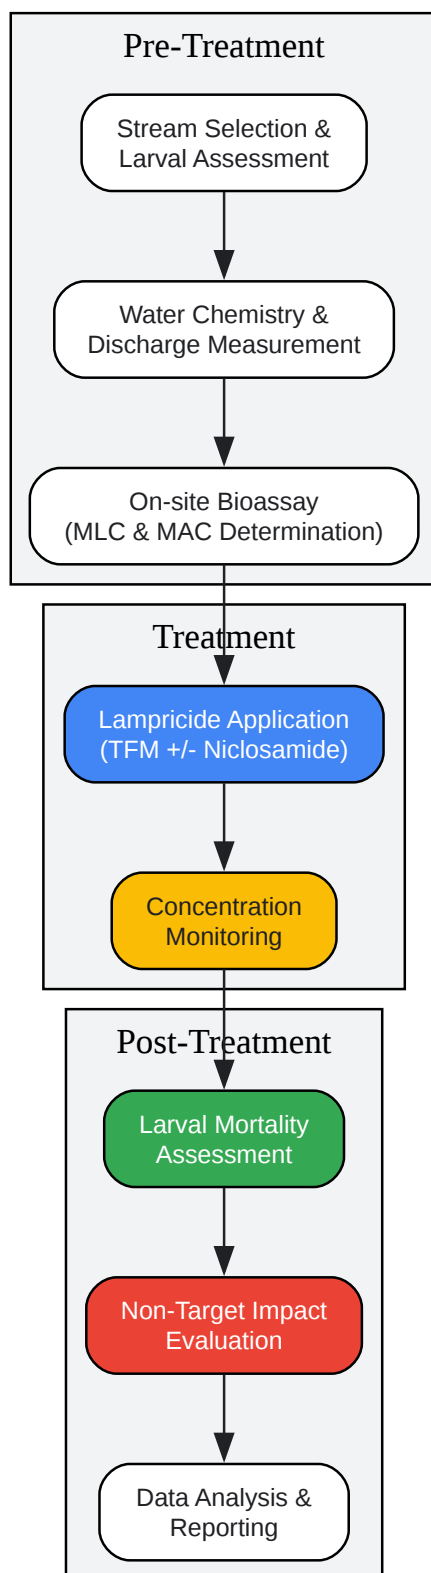 Pre-Treatment
Stream Selection &
Larval Assessment
Water Chemistry &
Discharge Measurement
On-site Bioassay
(MLC & MAC Determination)
Treatment
Lampricide Application
(TFM +/- Niclosamide)
Concentration
Monitoring
Post-Treatment
Larval Mortality
Assessment
Non-Target Impact
Evaluation
Data Analysis &
Reporting